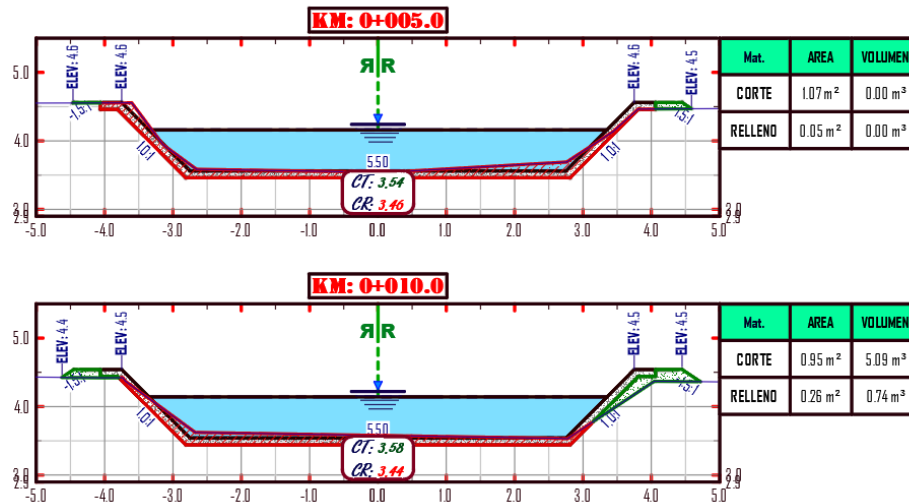 KM: 0+005.0
ELEV: 4.6
ELEV: 4.6
ELEV: 4.6
ELEV: 4.5
R R
5.0
4.0
2.9
-1.5:1
1.0:1
1.0:1
1.5:1
5.50
CT: 3.54
CR: 3.46
-5.0 -4.0 -3.0 -2.0 -1.0 0.0 1.0 2.0 3.0 4.0 5.0
Mat. AREA VOLUMEN
CORTE 1.07 m² 0.00 m³
RELLENO 0.05 m² 0.00 m³
KM: 0+010.0
ELEV: 4.4
ELEV: 4.5
ELEV: 4.5
ELEV: 4.5
R R
5.0
4.0
2.9
-1.5:1
1.0:1
1.0:1
1.5:1
5.50
CT: 3.58
CR: 3.44
-5.0 -4.0 -3.0 -2.0 -1.0 0.0 1.0 2.0 3.0 4.0 5.0
Mat. AREA VOLUMEN
CORTE 0.95 m² 5.09 m³
RELLENO 0.26 m² 0.74 m³